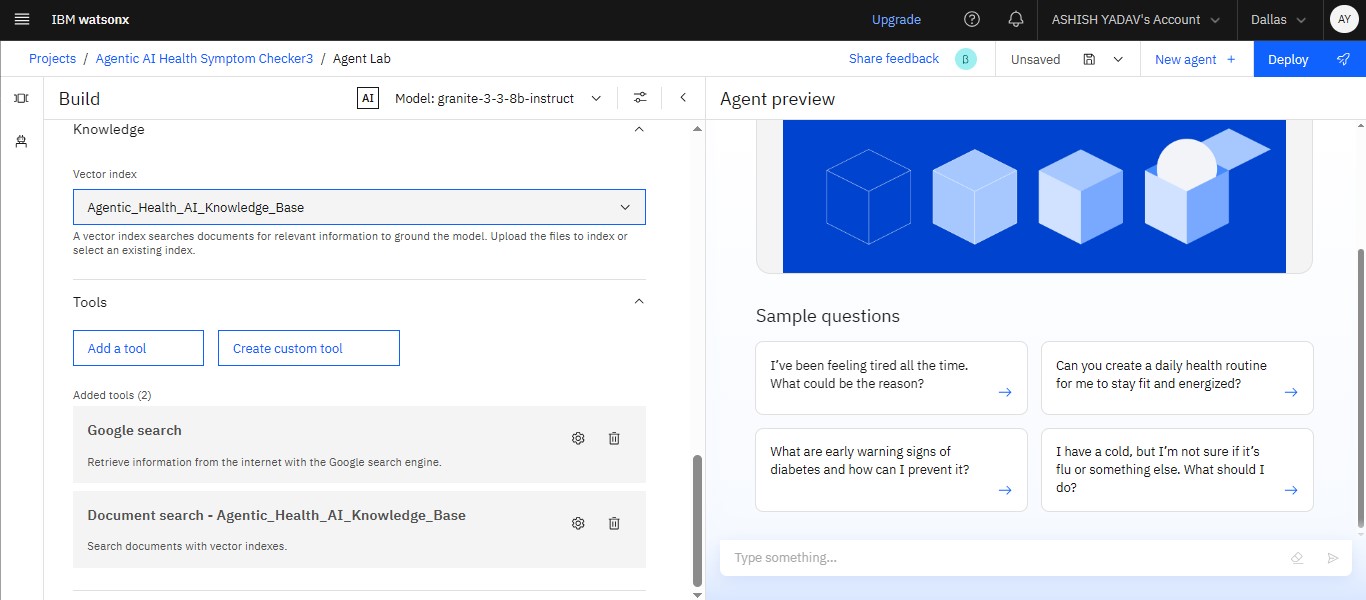 IBM watsonx
Upgrade
ASHISH YADAV's Account
Dallas
AY
Projects / Agentic AI Health Symptom Checker3 / Agent Lab
Share feedback
β
Unsaved
New agent +
Deploy
Build
AI
Model: granite-3-3-8b-instruct
Agent preview
Knowledge
Vector index
Agentic_Health_AI_Knowledge_Base
A vector index searches documents for relevant information to ground the model. Upload the files to index or
select an existing index.
Tools
Add a tool
Create custom tool
Added tools (2)
Google search
Retrieve information from the internet with the Google search engine.
Document search - Agentic_Health_AI_Knowledge_Base
Search documents with vector indexes.
Sample questions
I've been feeling tired all the time.
What could be the reason?
Can you create a daily health routine
for me to stay fit and energized?
What are early warning signs of
diabetes and how can I prevent it?
I have a cold, but I'm not sure if it's
flu or something else. What should I
do?
Type something...